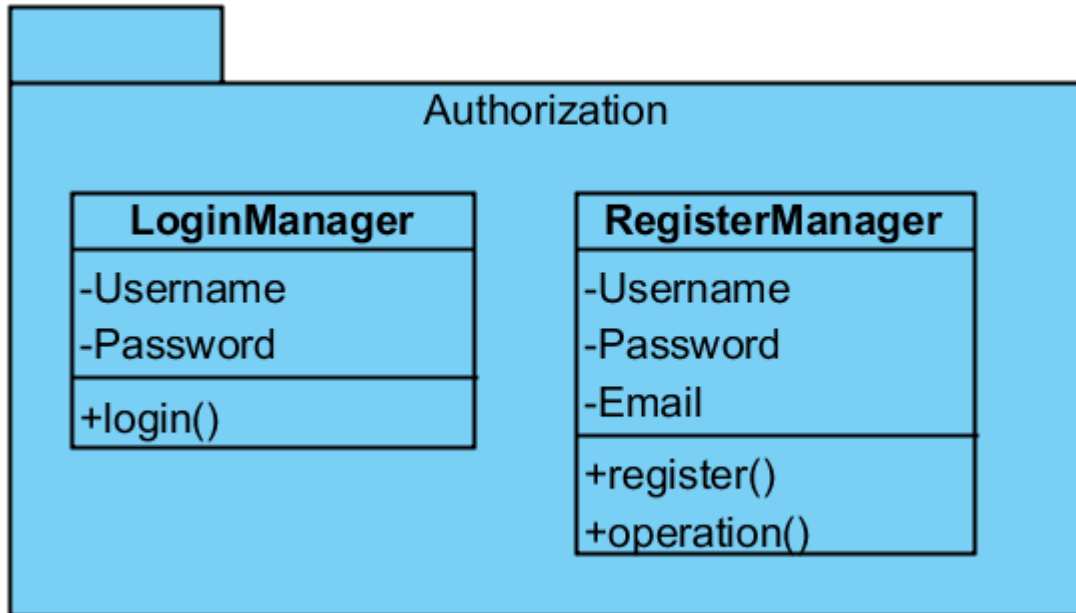 Authorization
LoginManager
-Username
-Password
+login()
RegisterManager
-Username
-Password
-Email
+register()
+operation()